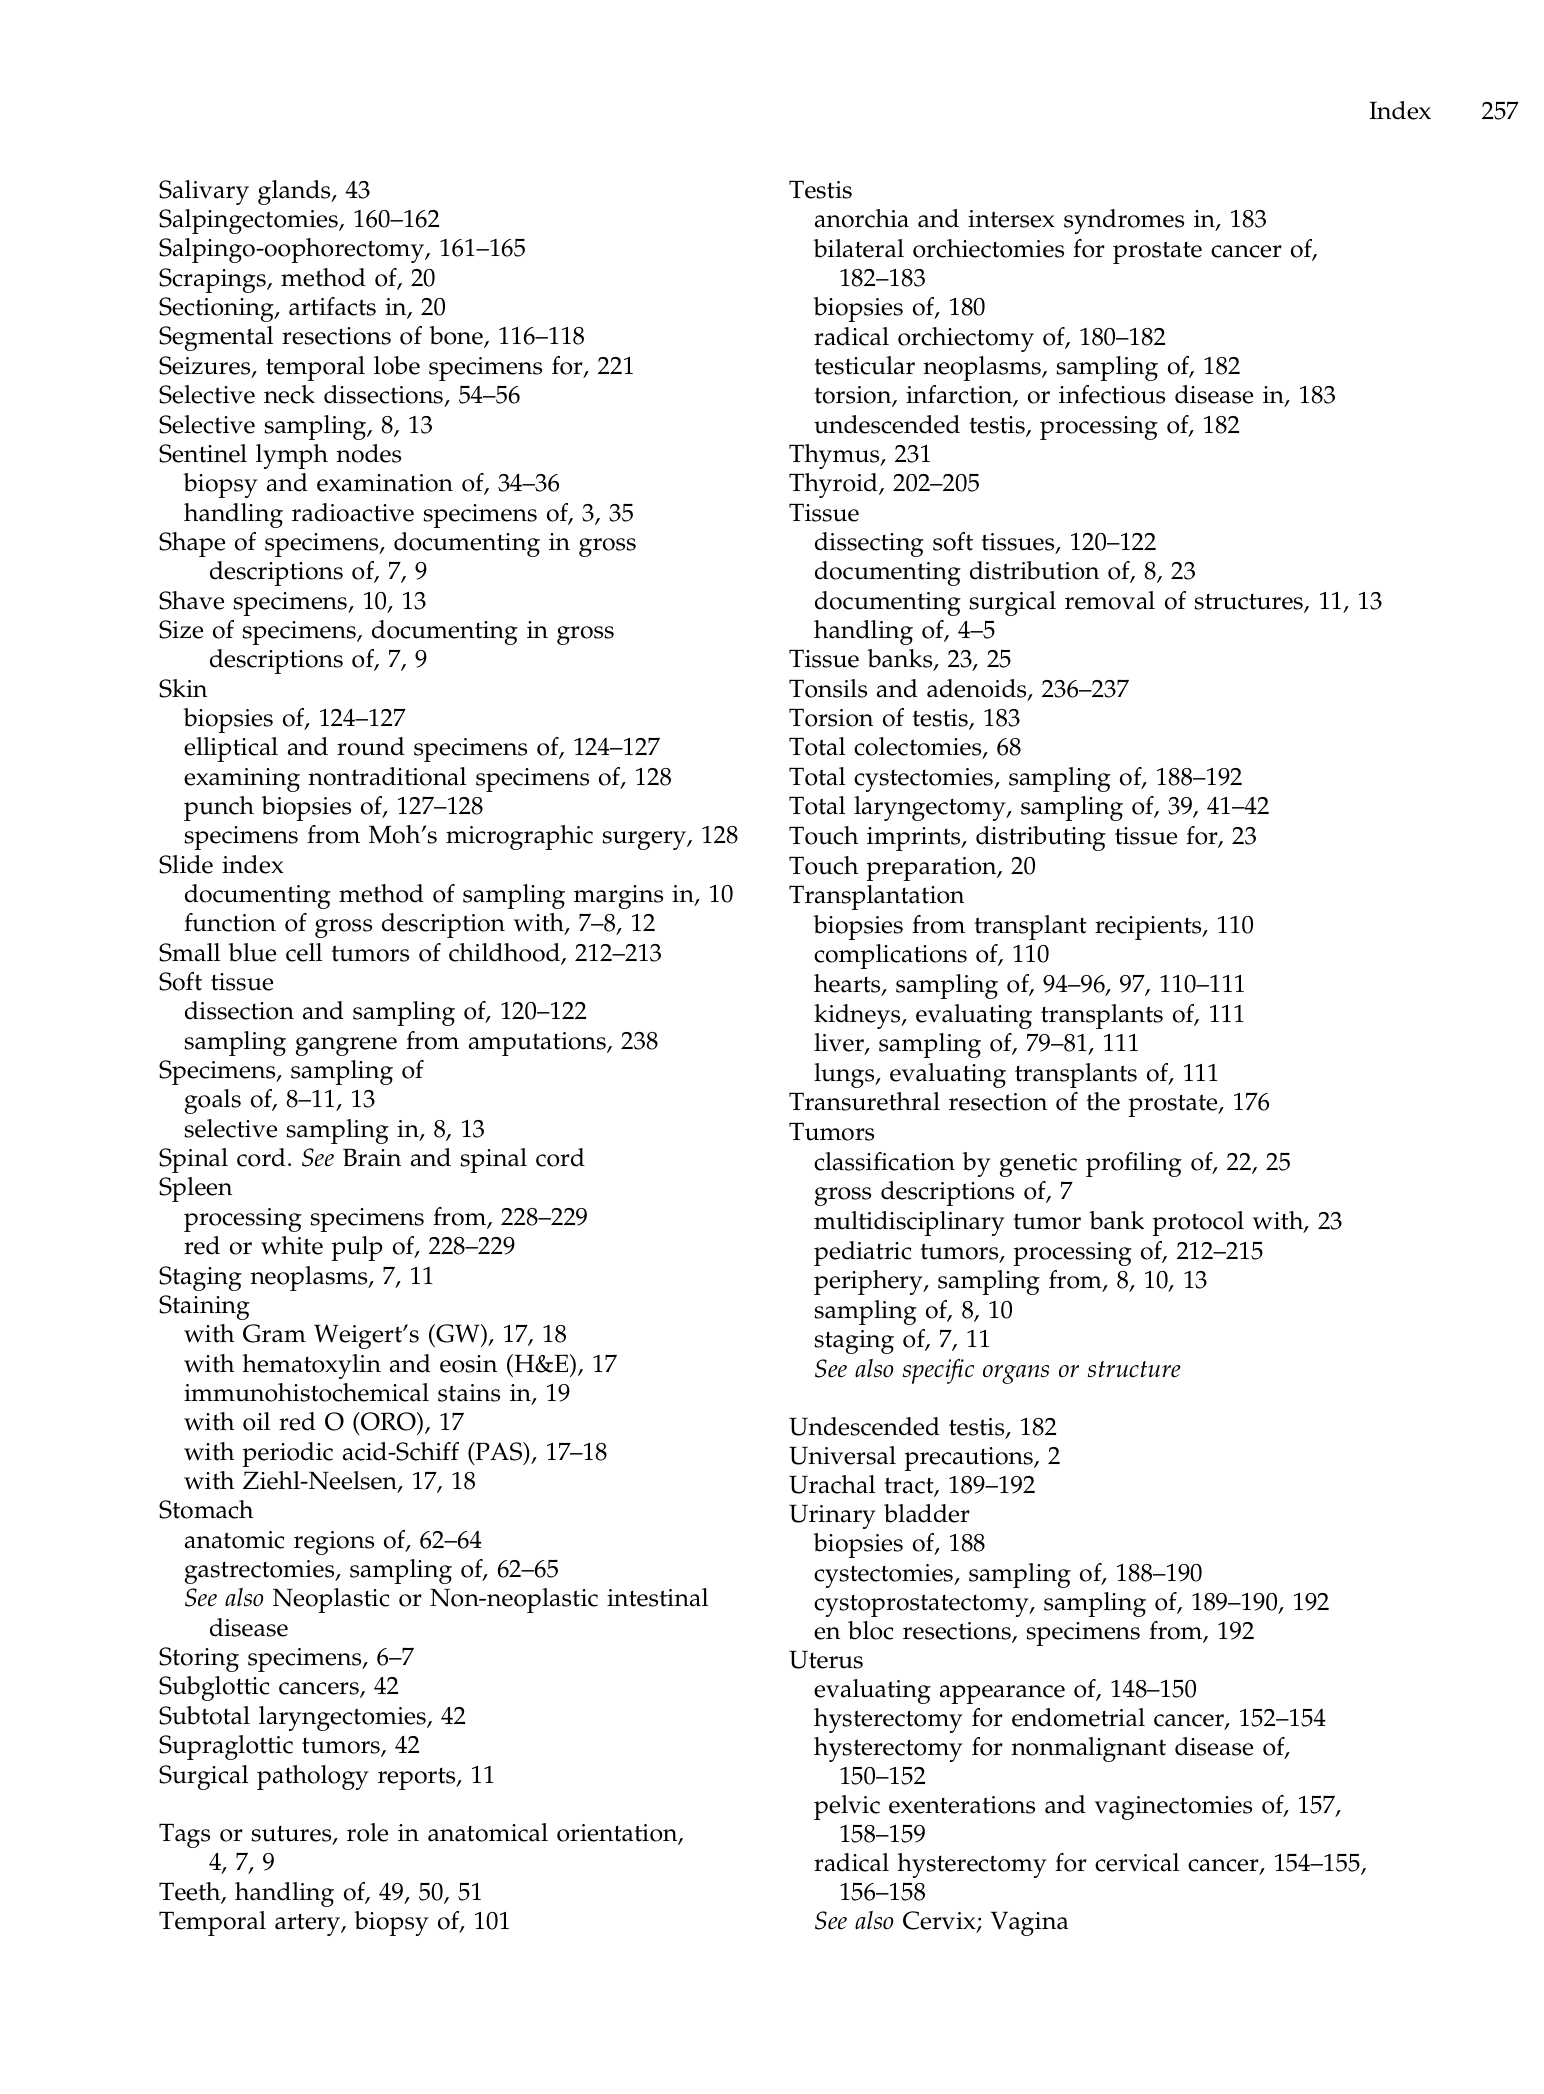 Index 257
Salivary glands, 43
Salpingectomies, 160–162
Salpingo-oophorectomy, 161–165
Scrapings, method of, 20
Sectioning, artifacts in, 20
Segmental resections of bone, 116–118
Seizures, temporal lobe specimens for, 221
Selective neck dissections, 54–56
Selective sampling, 8, 13
Sentinel lymph nodes
biopsy and examination of, 34–36
handling radioactive specimens of, 3, 35
Shape of specimens, documenting in gross
descriptions of, 7, 9
Shave specimens, 10, 13
Size of specimens, documenting in gross
descriptions of, 7, 9
Skin
biopsies of, 124–127
elliptical and round specimens of, 124–127
examining nontraditional specimens of, 128
punch biopsies of, 127–128
specimens from Moh's micrographic surgery, 128
Slide index
documenting method of sampling margins in, 10
function of gross description with, 7–8, 12
Small blue cell tumors of childhood, 212–213
Soft tissue
dissection and sampling of, 120–122
sampling gangrene from amputations, 238
Specimens, sampling of
goals of, 8–11, 13
selective sampling in, 8, 13
Spinal cord. See Brain and spinal cord
Spleen
processing specimens from, 228–229
red or white pulp of, 228–229
Staging neoplasms, 7, 11
Staining
with Gram Weigert's (GW), 17, 18
with hematoxylin and eosin (H&E), 17
immunohistochemical stains in, 19
with oil red O (ORO), 17
with periodic acid-Schiff (PAS), 17–18
with Ziehl-Neelsen, 17, 18
Stomach
anatomic regions of, 62–64
gastrectomies, sampling of, 62–65
See also Neoplastic or Non-neoplastic intestinal
disease
Storing specimens, 6–7
Subglottic cancers, 42
Subtotal laryngectomies, 42
Supraglottic tumors, 42
Surgical pathology reports, 11
Tags or sutures, role in anatomical orientation,
4, 7, 9
Teeth, handling of, 49, 50, 51
Temporal artery, biopsy of, 101
Testis
anorchia and intersex syndromes in, 183
bilateral orchiectomies for prostate cancer of,
182–183
biopsies of, 180
radical orchiectomy of, 180–182
testicular neoplasms, sampling of, 182
torsion, infarction, or infectious disease in, 183
undescended testis, processing of, 182
Thymus, 231
Thyroid, 202–205
Tissue
dissecting soft tissues, 120–122
documenting distribution of, 8, 23
documenting surgical removal of structures, 11, 13
handling of, 4–5
Tissue banks, 23, 25
Tonsils and adenoids, 236–237
Torsion of testis, 183
Total colectomies, 68
Total cystectomies, sampling of, 188–192
Total laryngectomy, sampling of, 39, 41–42
Touch imprints, distributing tissue for, 23
Touch preparation, 20
Transplantation
biopsies from transplant recipients, 110
complications of, 110
hearts, sampling of, 94–96, 97, 110–111
kidneys, evaluating transplants of, 111
liver, sampling of, 79–81, 111
lungs, evaluating transplants of, 111
Transurethral resection of the prostate, 176
Tumors
classification by genetic profiling of, 22, 25
gross descriptions of, 7
multidisciplinary tumor bank protocol with, 23
pediatric tumors, processing of, 212–215
periphery, sampling from, 8, 10, 13
sampling of, 8, 10
staging of, 7, 11
See also specific organs or structure
Undescended testis, 182
Universal precautions, 2
Urachal tract, 189–192
Urinary bladder
biopsies of, 188
cystectomies, sampling of, 188–190
cystoprostatectomy, sampling of, 189–190, 192
en bloc resections, specimens from, 192
Uterus
evaluating appearance of, 148–150
hysterectomy for endometrial cancer, 152–154
hysterectomy for nonmalignant disease of,
150–152
pelvic exenterations and vaginectomies of, 157,
158–159
radical hysterectomy for cervical cancer, 154–155,
156–158
See also Cervix; Vagina